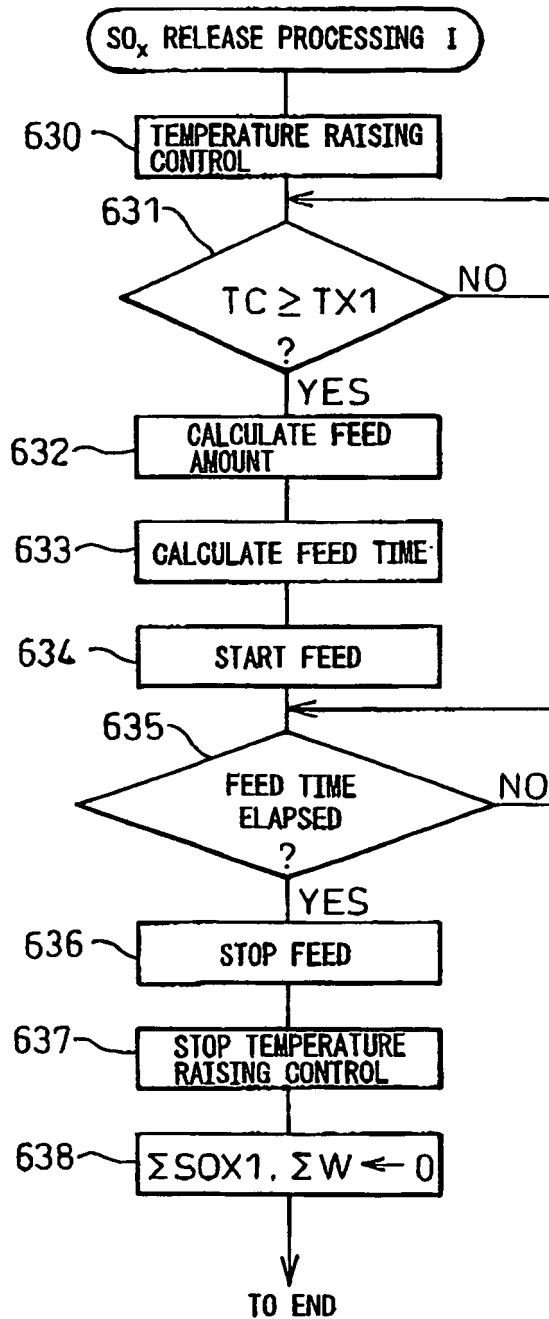 SOₓ RELEASE PROCESSING I
630
TEMPERATURE RAISING
CONTROL
631
TC ≥ TX1
?
NO
YES
632
CALCULATE FEED
AMOUNT
633
CALCULATE FEED TIME
634
START FEED
635
FEED TIME
ELAPSED
?
NO
YES
636
STOP FEED
637
STOP TEMPERATURE
RAISING CONTROL
638
ΣSOX1, ΣW ← 0
TO END